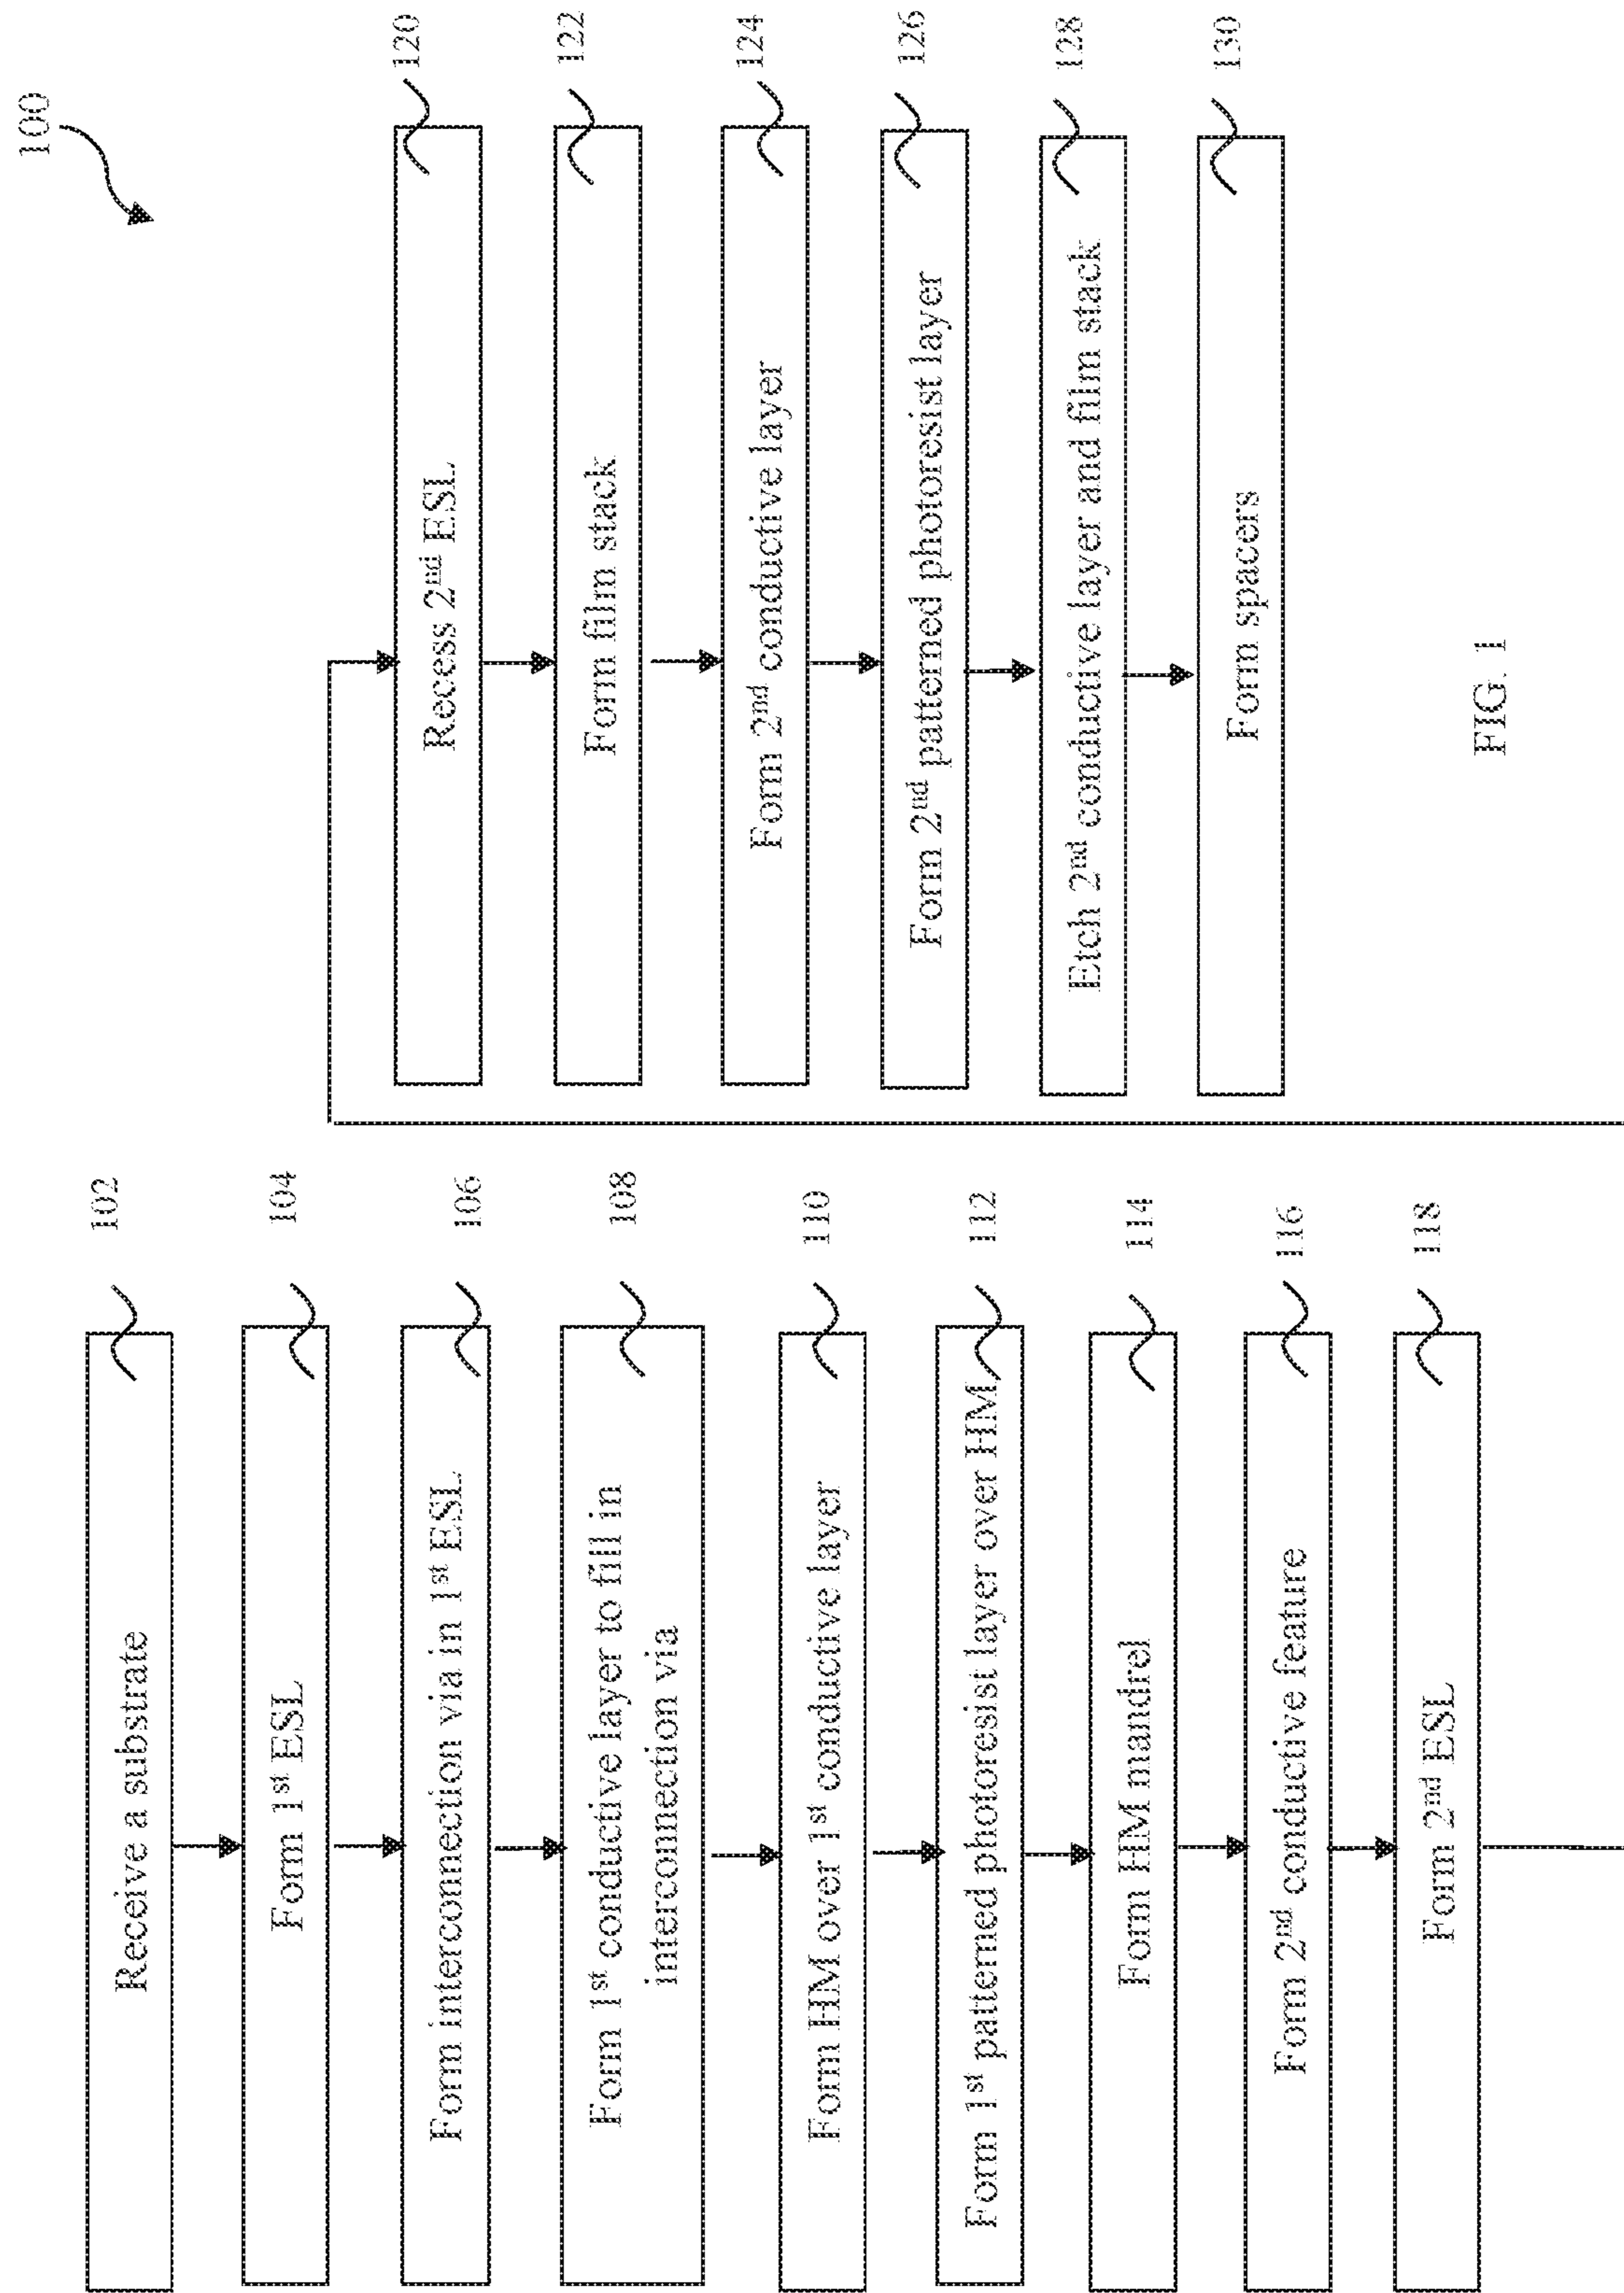 100
Receive a substrate
102
Form 1st ESL
104
Form interconnection via in 1st ESL
106
Form 1st conductive layer to fill in
interconnection via
108
Form HM over 1st conductive layer
110
Form 1st patterned photoresist layer over HM
112
Form HM mandrel
114
Form 2nd conductive feature
116
Form 2nd ESL
118
Recess 2nd ESL
120
Form film stack
122
Form 2nd conductive layer
124
Form 2nd patterned photoresist layer
126
Etch 2nd conductive layer and film stack
128
Form spacers
130
FIG. 1